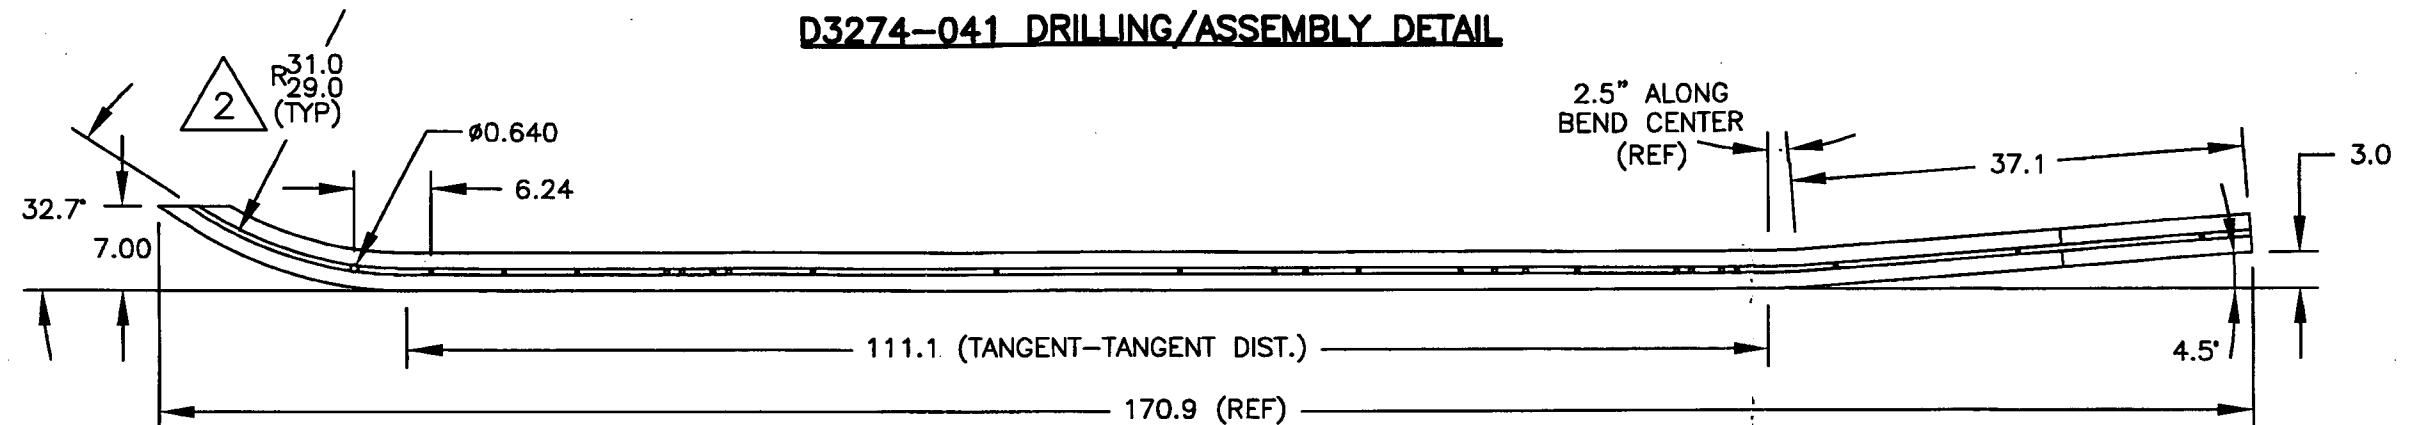 D3274-041 DRILLING/ASSEMBLY DETAIL
2
R31.0
29.0
(TYP)
ø0.640
6.24
2.5" ALONG
BEND CENTER
(REF)
37.1
3.0
32.7°
7.00
111.1 (TANGENT-TANGENT DIST.)
4.5°
170.9 (REF)